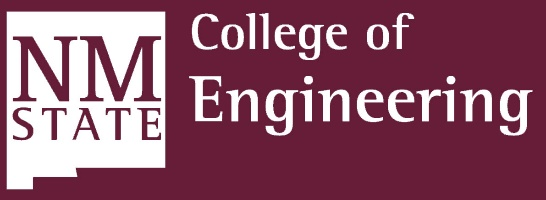 NM
STATE
College of
Engineering